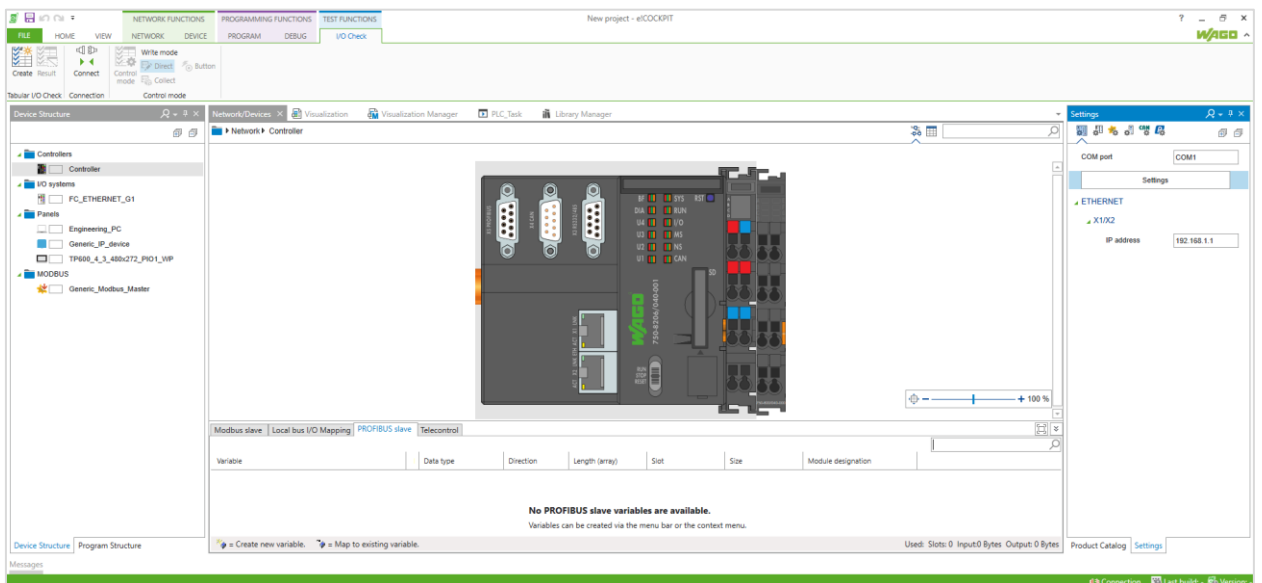 NETWORK FUNCTIONS PROGRAMMING FUNCTIONS TEST FUNCTIONS New project - e!COCKPIT ?
FILE HOME VIEW NETWORK DEVICE PROGRAM DEBUG I/O Check WAGO
Write mode
Direct Button
Create Result Connect Control mode Collect
Tabular I/O Check Connection Control mode
Device Structure Network/Devices Visualization Visualization Manager PLC_Task Library Manager Settings
Network Controller
Controllers
Controller
I/O systems
FC_ETHERNET_G1
Panels
Engineering_PC
Generic_IP_device
TP600_4_3_480x272_PIO1_WP
MODBUS
Generic_Modbus_Master
COM port COM1
Settings
ETHERNET
X1/X2
IP address 192.168.1.1
BF SYS RST
DIA RUN
U4 I/O
U3 MS
U2 NS
U1 CAN
SD
WAGO
750-8206/040-001
RUN
STOP
RESET
100 %
Modbus slave Local bus I/O Mapping PROFIBUS slave Telecontrol
Variable Data type Direction Length (array) Slot Size Module designation
No PROFIBUS slave variables are available.
Variables can be created via the menu bar or the context menu.
= Create new variable. = Map to existing variable. Used: Slots: 0 Input:0 Bytes Output: 0 Bytes
Device Structure Program Structure Product Catalog Settings
Messages
Connection Last build: - Version: -